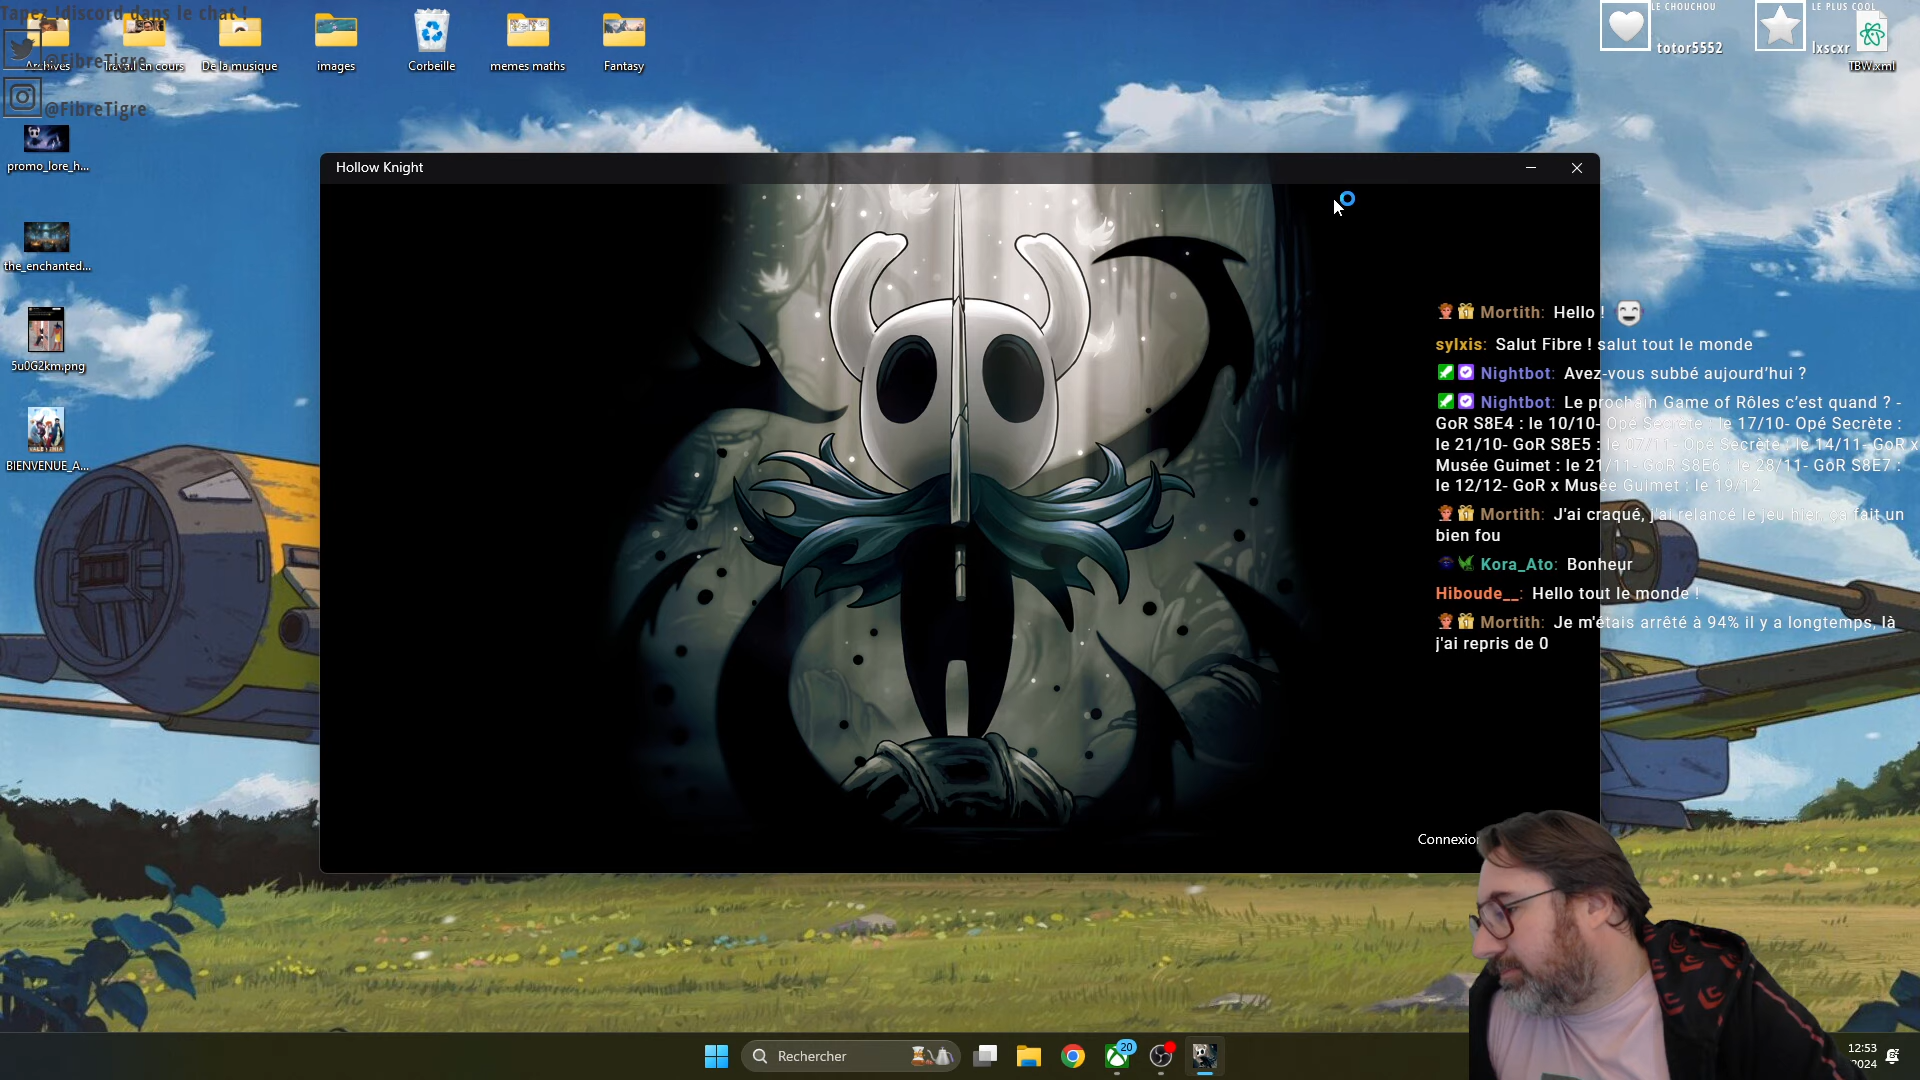 Tapez !discord dans le chat !
@FibreTigre
@FibreTigre
Archives
Travail en cours
De la musique
images
Corbeille
memes maths
Fantasy
LE CHOUCHOU
totor5552
LE PLUS COOL
lxscxr
TBW.xml
promo_lore_h...
the_enchanted...
5u0G2km.png
BIENVENUE_A...
Hollow Knight
Mortith: Hello !
sylxis: Salut Fibre ! salut tout le monde
Nightbot: Avez-vous subbé aujourd'hui ?
Nightbot: Le prochain Game of Rôles c'est quand ? -
GoR S8E4 : le 10/10- Opé Secrète : le 17/10- Opé Secrète :
le 21/10- GoR S8E5 : le 07/11- Opé Secrète : le 14/11- GoR x
Musée Guimet : le 21/11- GoR S8E6 : le 28/11- GoR S8E7 :
le 12/12- GoR x Musée Guimet : le 19/12
Mortith: J'ai craqué, j'ai relancé le jeu hier, ça fait un
bien fou
Kora_Ato: Bonheur
Hiboude__: Hello tout le monde !
Mortith: Je m'étais arrêté à 94% il y a longtemps, là
j'ai repris de 0
Rechercher
20
12:53